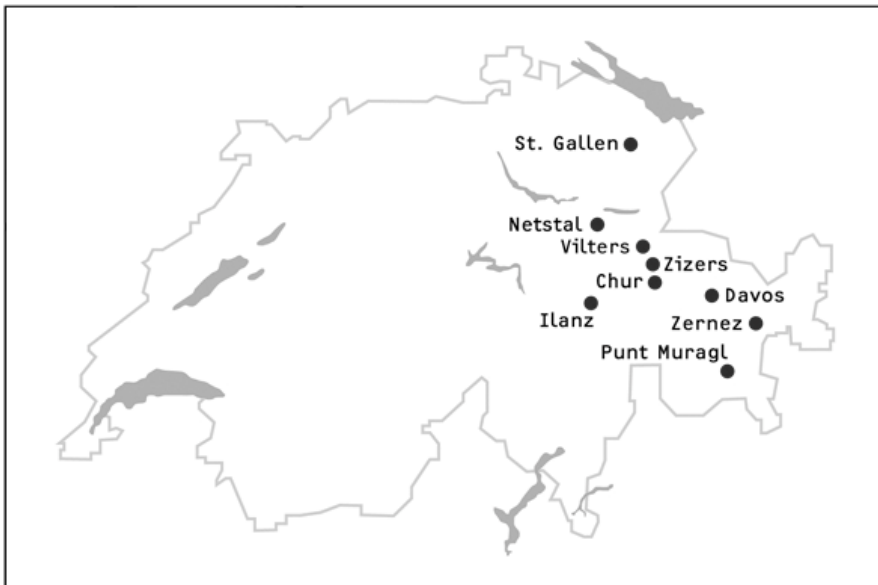 St. Gallen
Netstal
Vilters
Zizers
Chur
Davos
Ilanz
Zernez
Punt Muragl